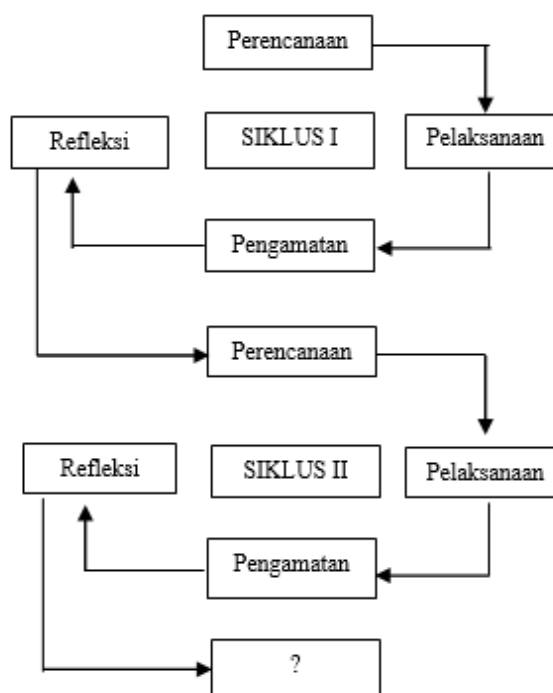 Perencanaan
Refleksi
SIKLUS I
Pelaksanaan
Pengamatan
Perencanaan
Refleksi
SIKLUS II
Pelaksanaan
Pengamatan
?